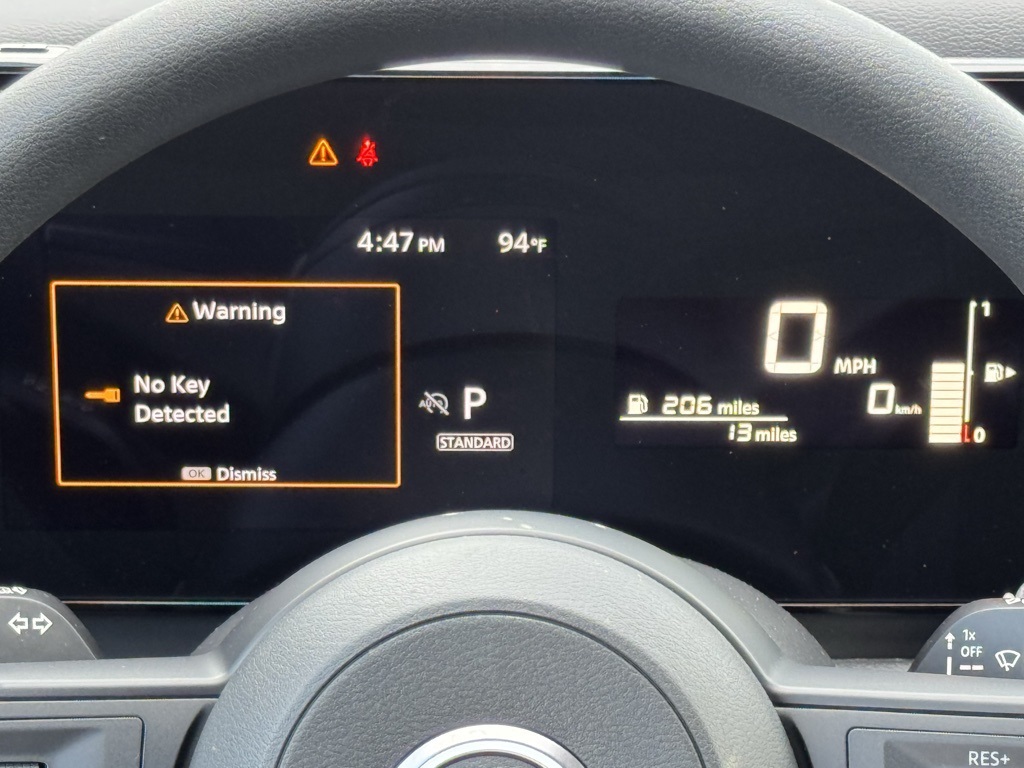 4:47 PM 94°F
Warning
No Key
Detected
OK Dismiss
AUTO P
STANDARD
0 MPH
0 km/h
206 miles
13 miles
1
0
1x
OFF
RES+